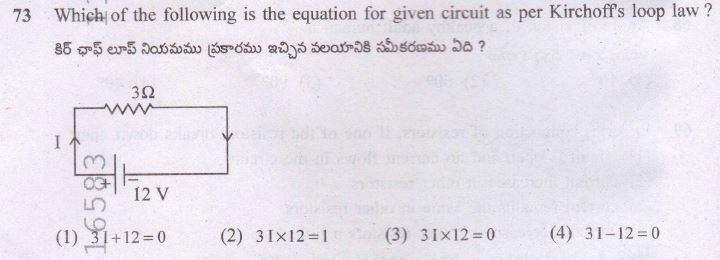 73 Which of the following is the equation for given circuit as per Kirchoff's loop law ?
కిర్ ఛాఫ్ లూప్ నియమము ప్రకారము ఇచ్చిన వలయానికి సమీకరణము ఏది ?
3Ω
I
+ −
12 V
16583
(1) 3I+12=0 (2) 3I×12=1 (3) 3I×12=0 (4) 3I−12=0